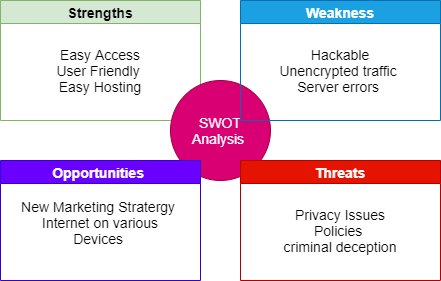 Strengths
Easy Access
User Friendly
Easy Hosting
Weakness
Hackable
Unencrypted traffic
Server errors
SWOT
Analysis
Opportunities
New Marketing Stratergy
Internet on various
Devices
Threats
Privacy Issues
Policies
criminal deception